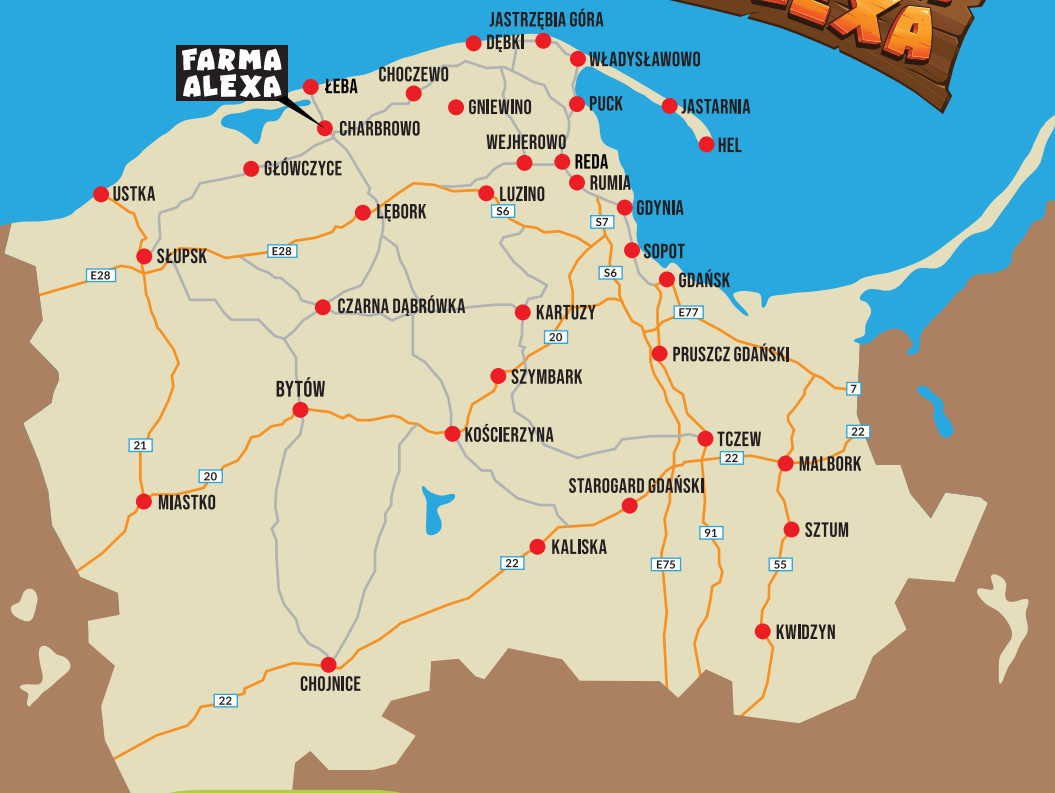 EXA
JASTRZĘBIA GÓRA
DĘBKI
WŁADYSŁAWOWO
FARMA
ALEXA
ŁEBA
CHOCZEWO
GNIEWINO
PUCK
JASTARNIA
CHARBROWO
HEL
WEJHEROWO
REDA
GŁÓWCZYCE
RUMIA
USTKA
LUZINO
S6
GDYNIA
LĘBORK
S7
SŁUPSK
E28
SOPOT
E28
S6
GDAŃSK
CZARNA DĄBRÓWKA
KARTUZY
E77
20
PRUSZCZ GDAŃSKI
SZYMBARK
7
BYTÓW
22
KOŚCIERZYNA
TCZEW
21
22
MALBORK
20
STAROGARD GDAŃSKI
MIASTKO
SZTUM
91
KALISKA
22
E75
55
KWIDZYN
CHOJNICE
22